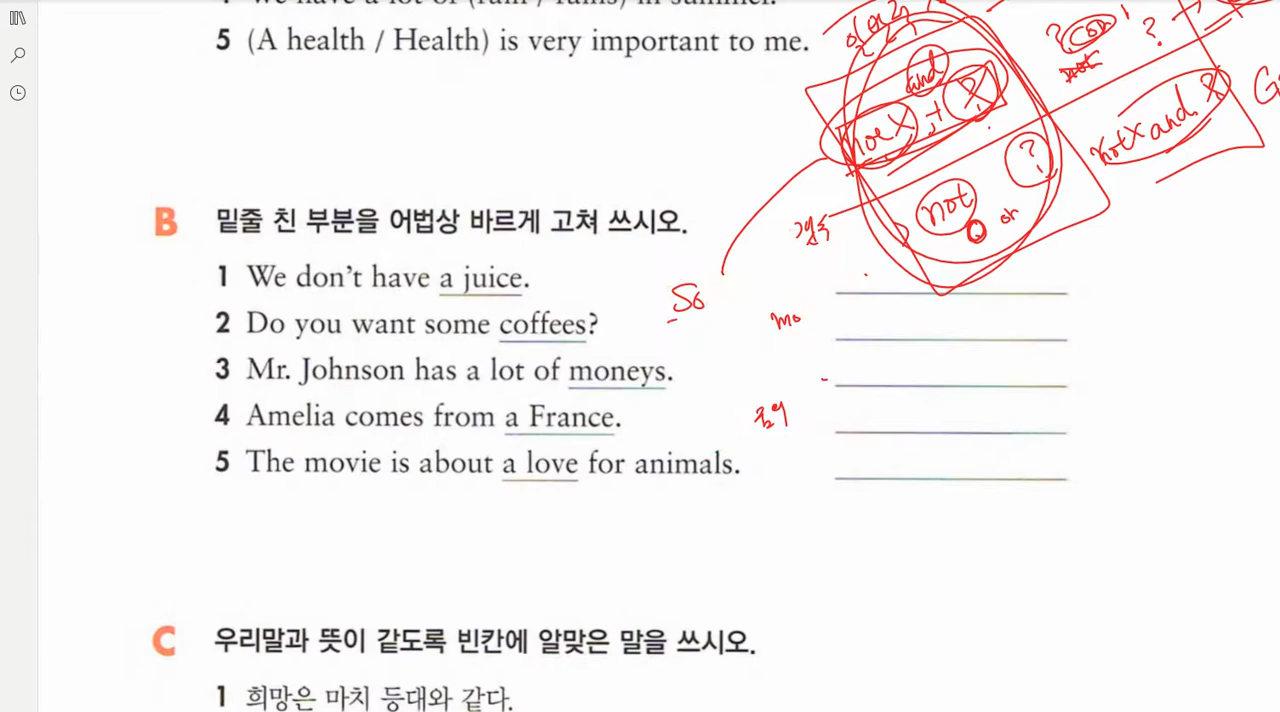 5 (A health / Health) is very important to me.
and
not
?
?
?
not
or
not X and
So
mo
B 밑줄 친 부분을 어법상 바르게 고쳐 쓰시오.
1 We don't have a juice.
2 Do you want some coffees?
3 Mr. Johnson has a lot of moneys.
4 Amelia comes from a France.
5 The movie is about a love for animals.
C 우리말과 뜻이 같도록 빈칸에 알맞은 말을 쓰시오.
1 희망은 마치 등대와 같다.